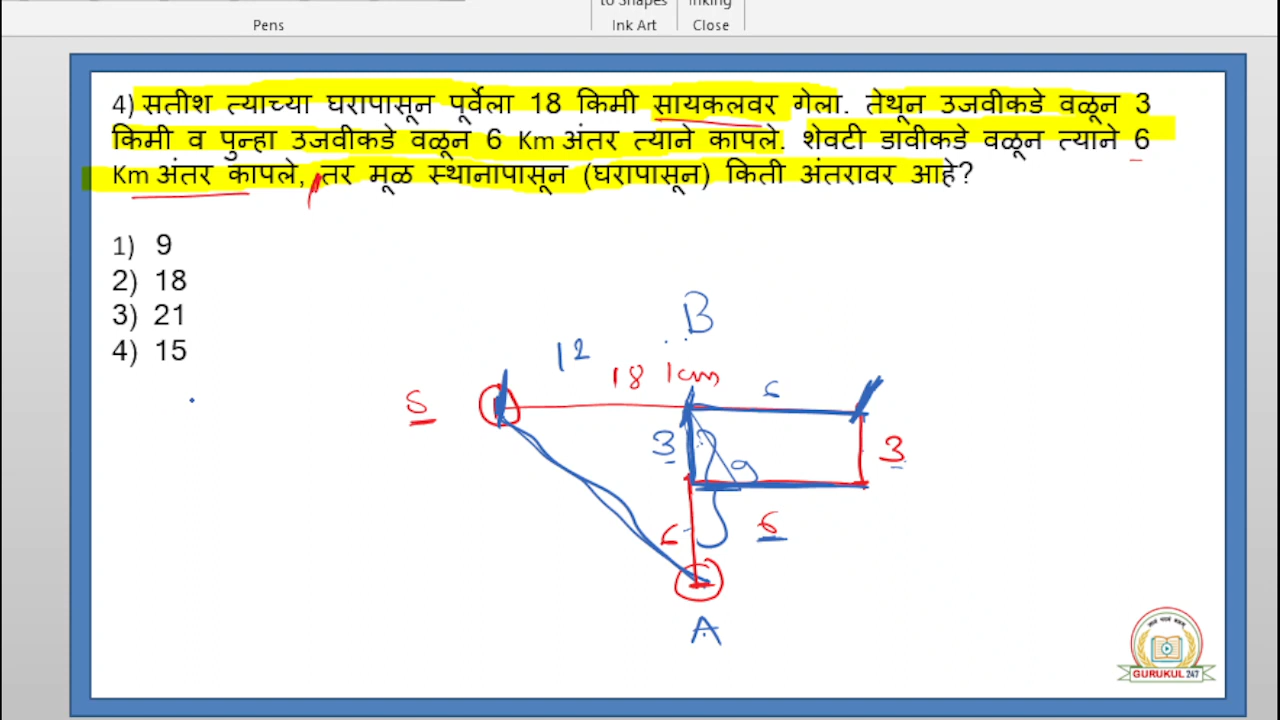 to Shapes
Inking
Pens
Ink Art
Close
4) सतीश त्याच्या घरापासून पूर्वेला 18 किमी सायकलवर गेला. तेथून उजवीकडे वळून 3
किमी व पुन्हा उजवीकडे वळून 6 Km अंतर त्याने कापले. शेवटी डावीकडे वळून त्याने 6
Km अंतर कापले, तर मूळ स्थानापासून (घरापासून) किती अंतरावर आहे?
1) 9
2) 18
3) 21
4) 15
B
12
18 km
6
S
3
9
3
6
6
A
GURUKUL 247